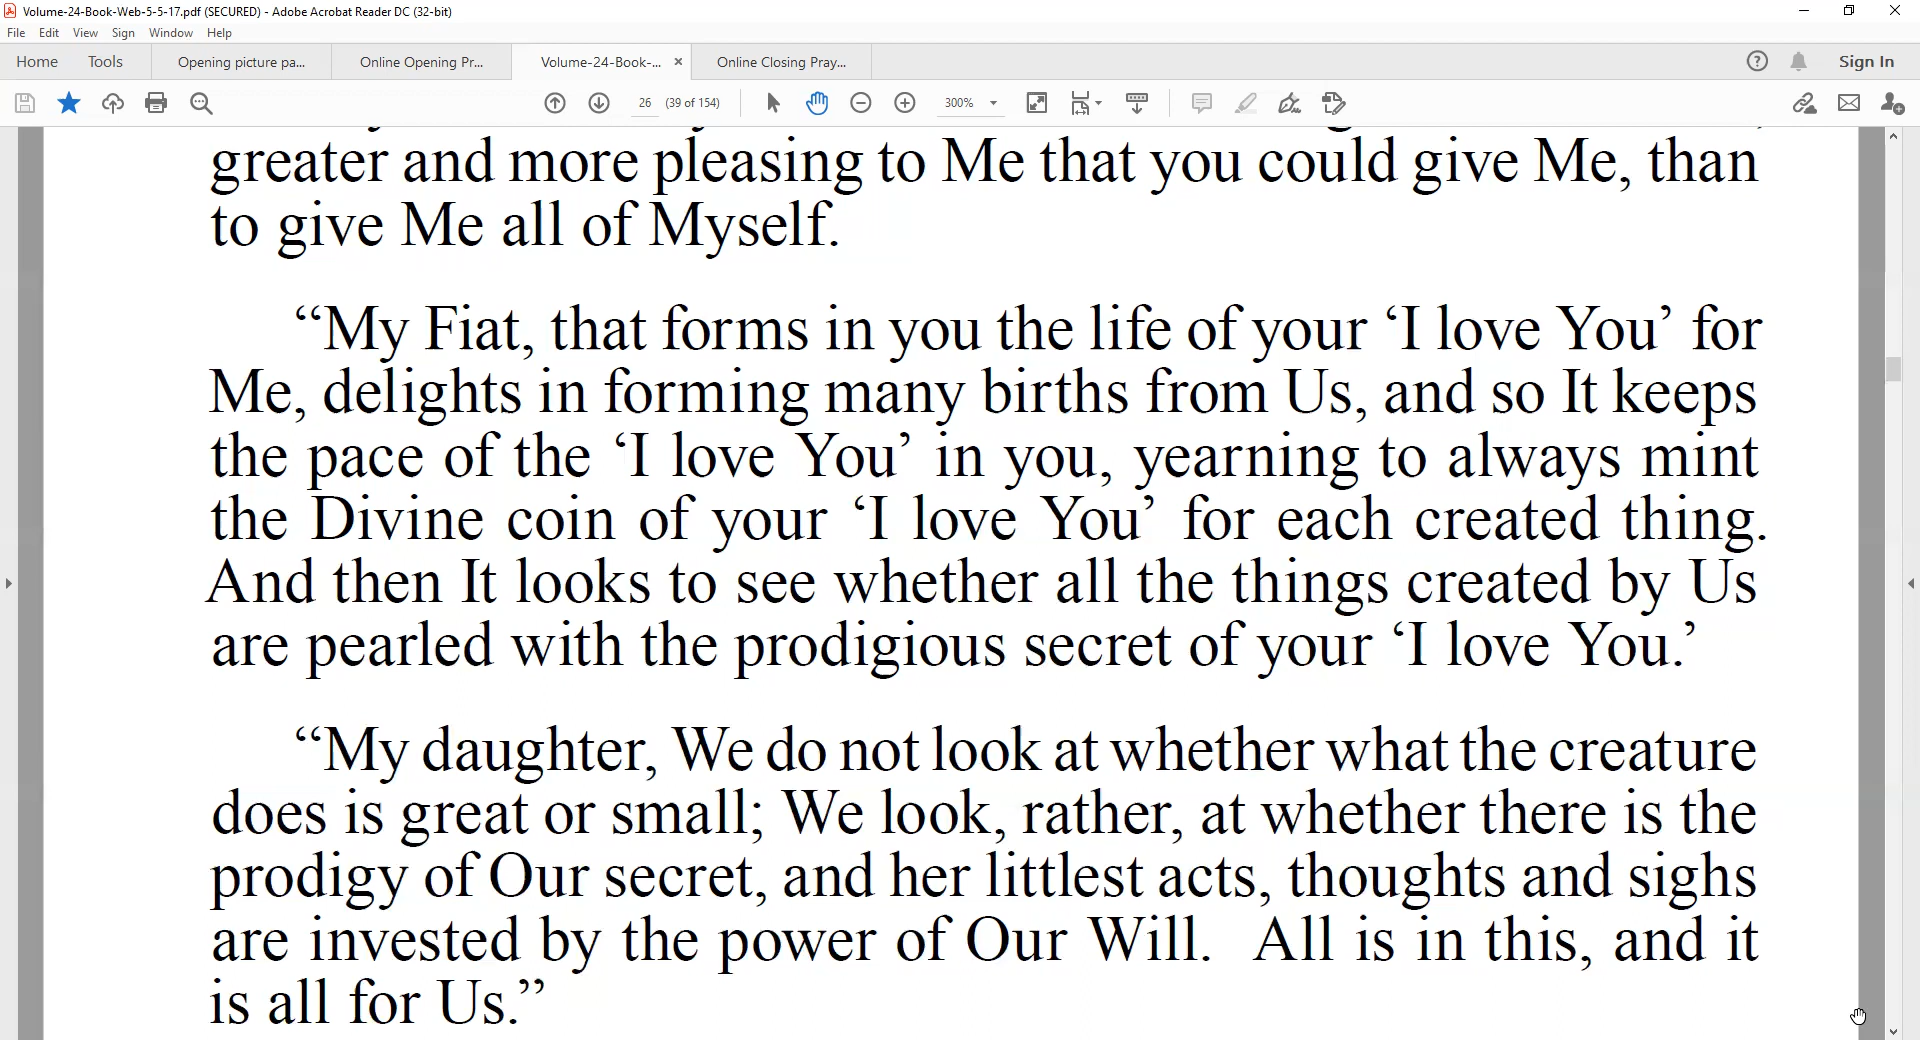 Volume-24-Book-Web-5-5-17.pdf (SECURED) - Adobe Acrobat Reader DC (32-bit)
File Edit View Sign Window Help
Home Tools Opening picture pa... Online Opening Pr... Volume-24-Book-... × Online Closing Pray... Sign In
26 (39 of 154) 300%
greater and more pleasing to Me that you could give Me, than
to give Me all of Myself.
“My Fiat, that forms in you the life of your ‘I love You’ for
Me, delights in forming many births from Us, and so It keeps
the pace of the ‘I love You’ in you, yearning to always mint
the Divine coin of your ‘I love You’ for each created thing.
And then It looks to see whether all the things created by Us
are pearled with the prodigious secret of your ‘I love You.’
“My daughter, We do not look at whether what the creature
does is great or small; We look, rather, at whether there is the
prodigy of Our secret, and her littlest acts, thoughts and sighs
are invested by the power of Our Will. All is in this, and it
is all for Us.”